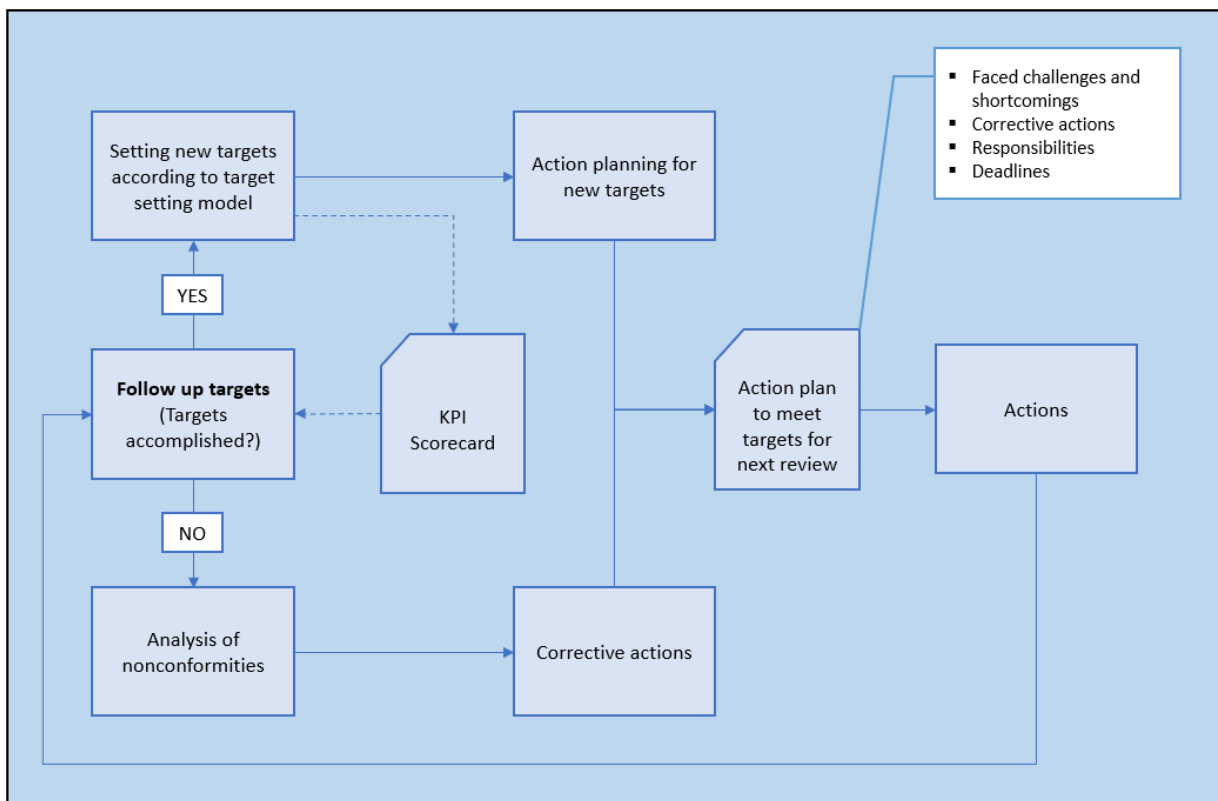 Faced challenges and
shortcomings
Corrective actions
Responsibilities
Deadlines
Setting new targets
according to target
setting model
Action planning for
new targets
YES
Follow up targets
(Targets
accomplished?)
KPI
Scorecard
Action plan
to meet
targets for
next review
Actions
NO
Analysis of
nonconformities
Corrective actions